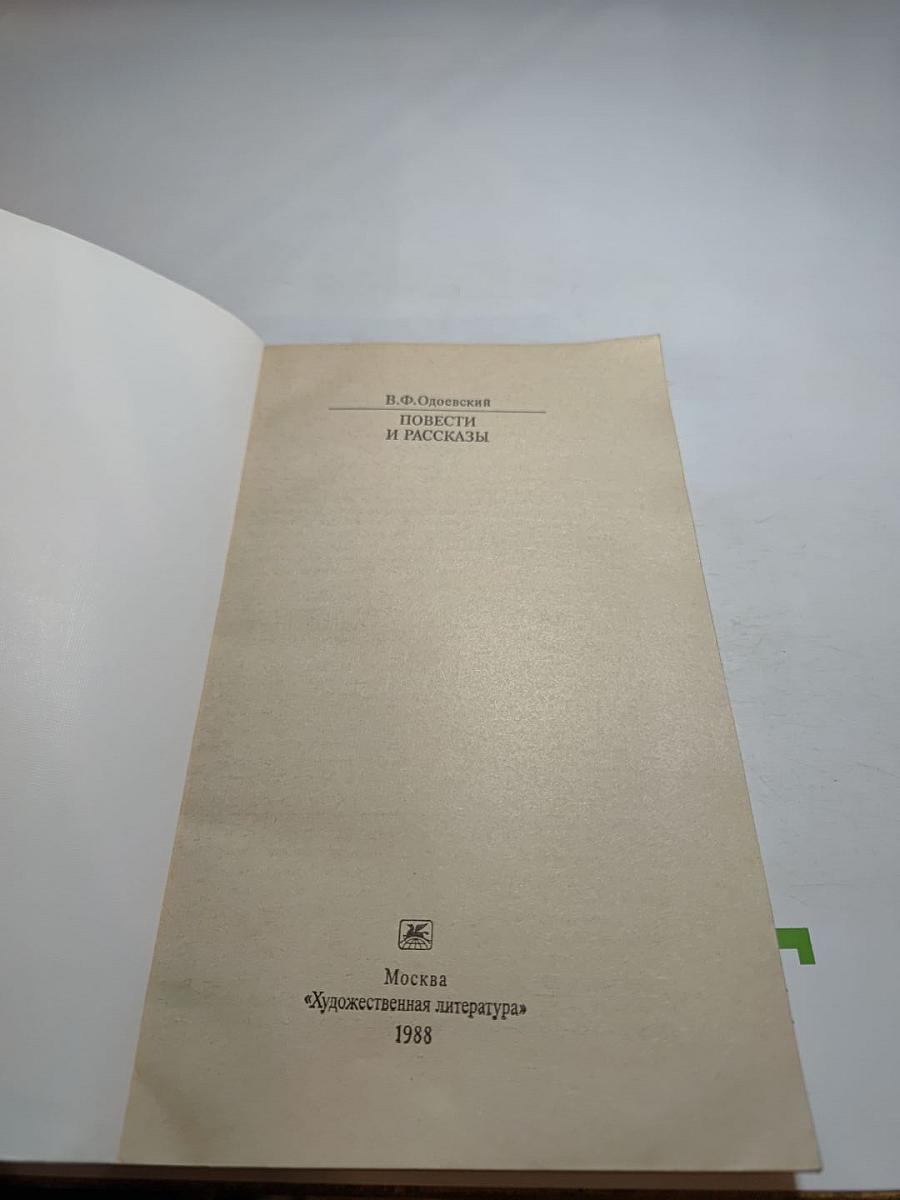 В.Ф.Одоевский
ПОВЕСТИ
И РАССКАЗЫ
Москва
«Художественная литература»
1988